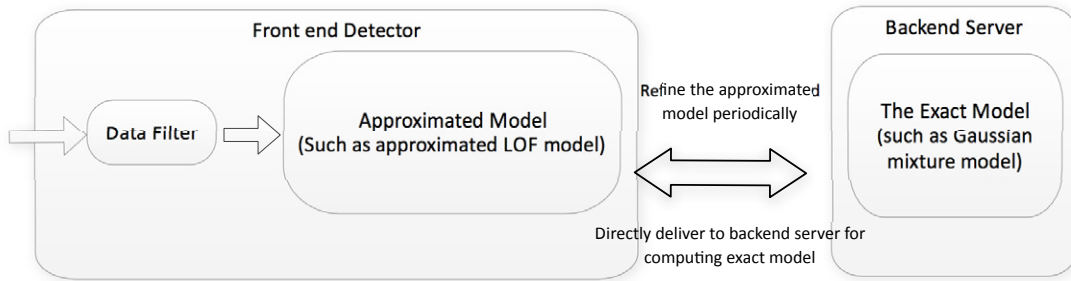 Front end Detector
Data Filter
Approximated Model
(Such as approximated LOF model)
Refine the approximated
model periodically
Directly deliver to backend server for
computing exact model
Backend Server
The Exact Model
(such as Gaussian
mixture model)